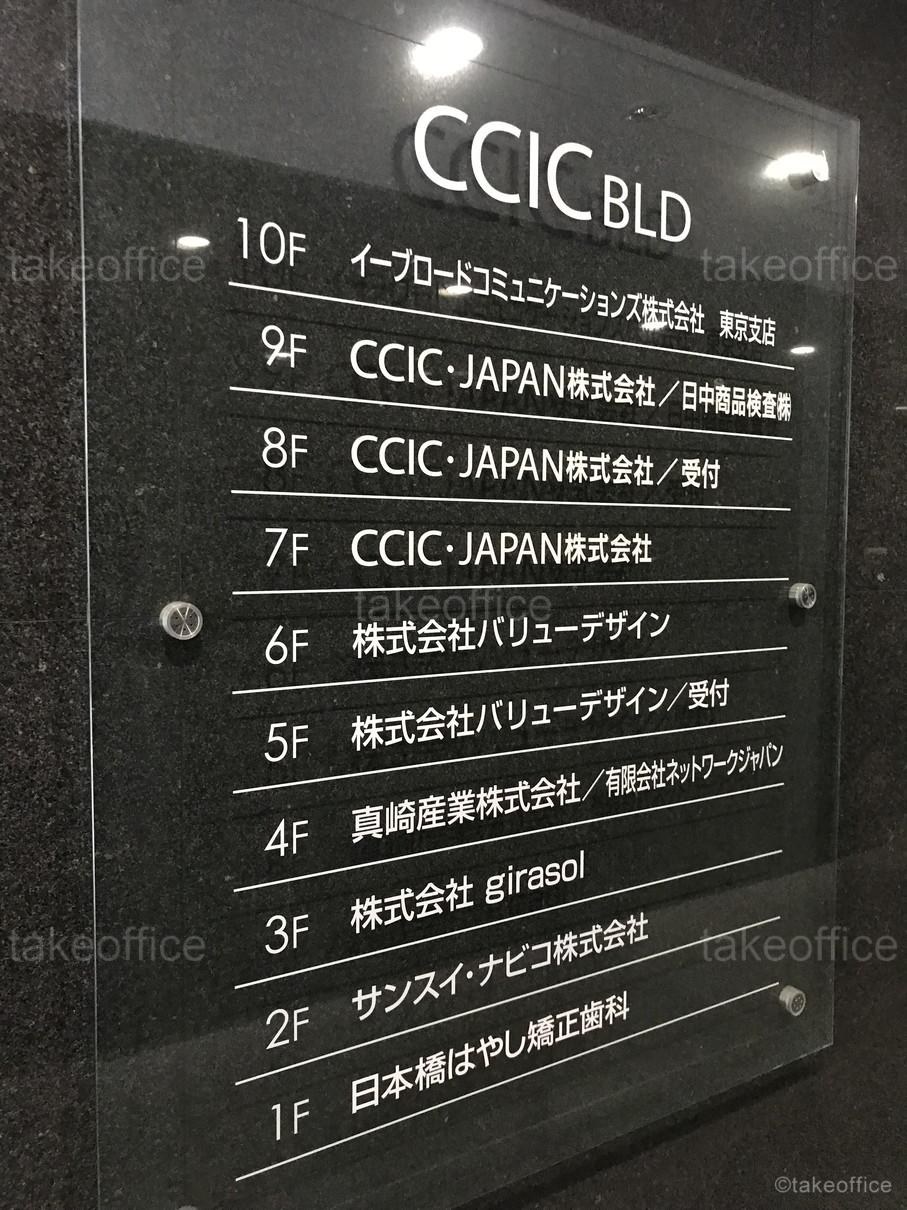 CCIC BLD
10F イーブロードコミュニケーションズ株式会社 東京支店
9F CCIC・JAPAN株式会社／日中商品検査㈱
8F CCIC・JAPAN株式会社／受付
7F CCIC・JAPAN株式会社
6F 株式会社バリューデザイン
5F 株式会社バリューデザイン／受付
4F 真崎産業株式会社／有限会社ネットワークジャパン
3F 株式会社 girasol
2F サンスイ・ナビコ株式会社
1F 日本橋はやし矯正歯科
takeoffice
takeoffice
takeoffice
takeoffice
takeoffice
©takeoffice